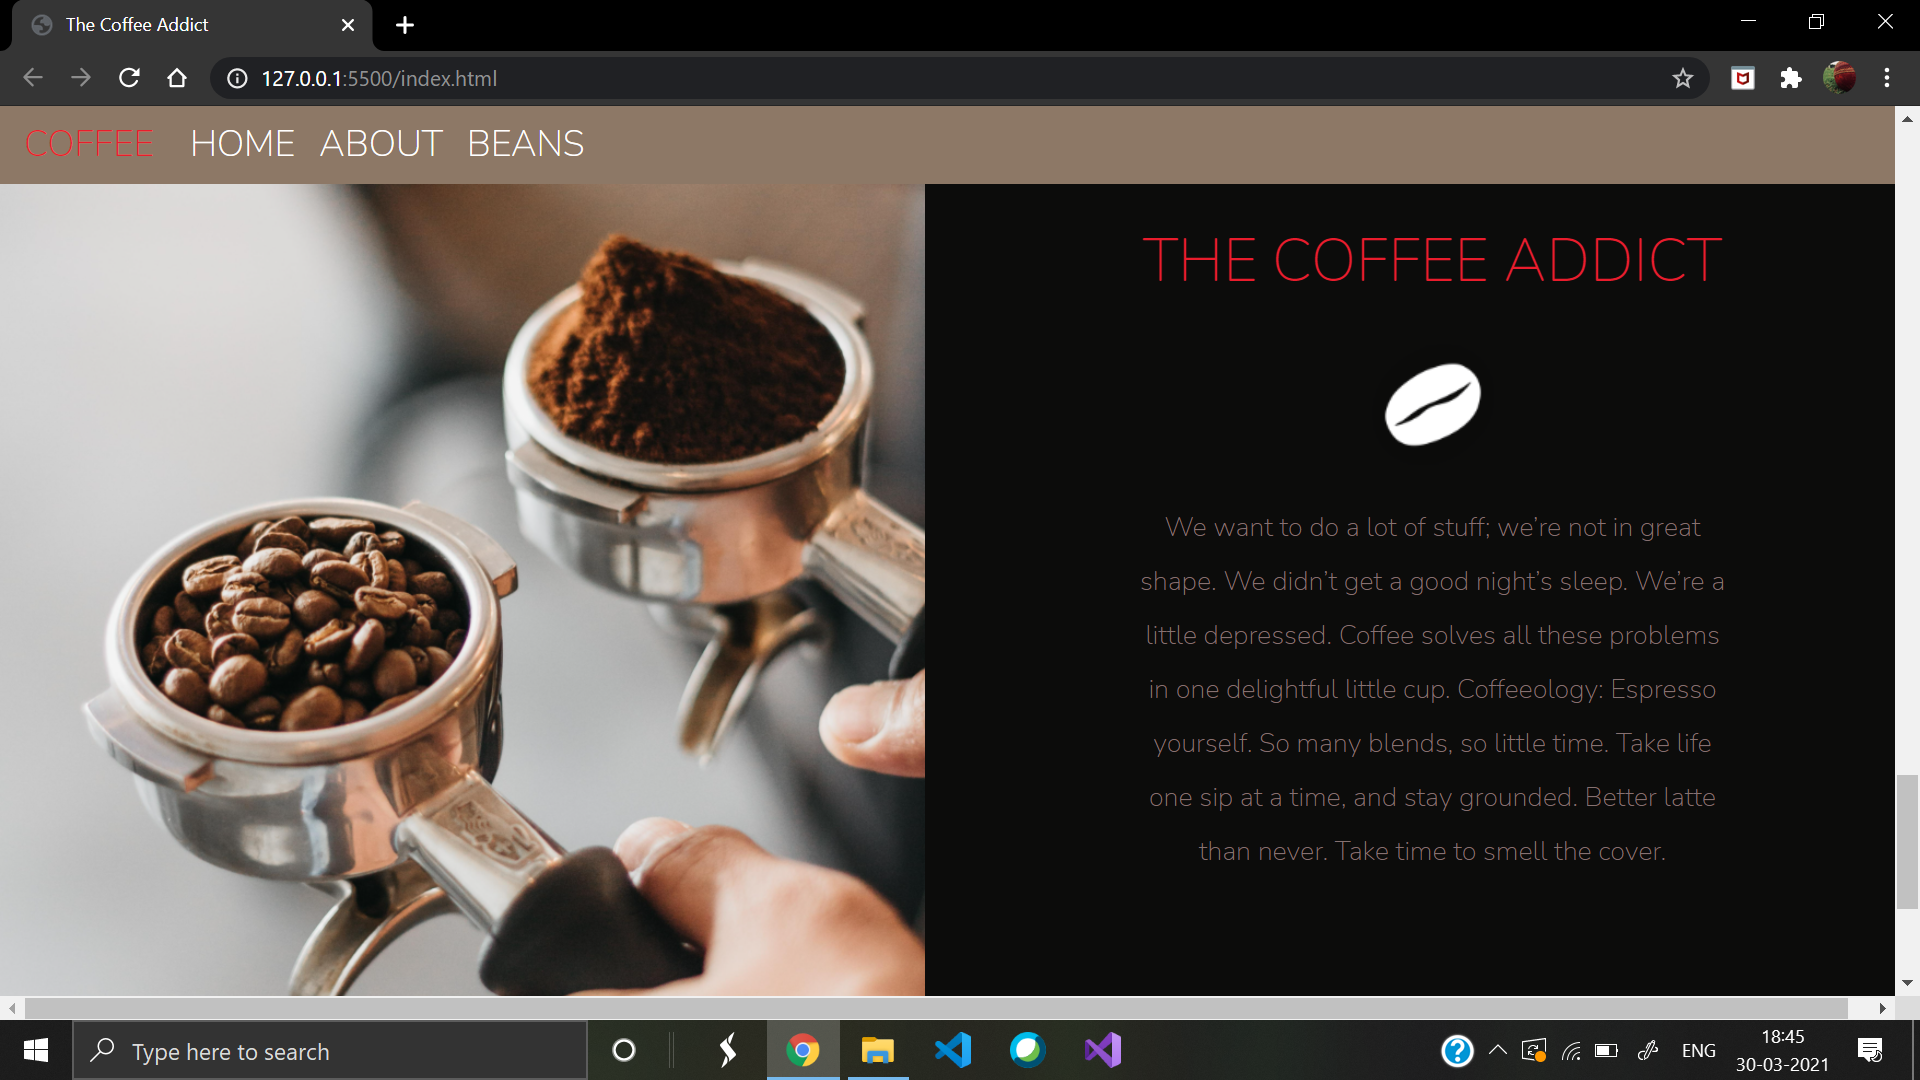 The Coffee Addict
127.0.0.1:5500/index.html
COFFEE HOME ABOUT BEANS
THE COFFEE ADDICT
We want to do a lot of stuff; we’re not in great
shape. We didn’t get a good night’s sleep. We’re a
little depressed. Coffee solves all these problems
in one delightful little cup. Coffeeology: Espresso
yourself. So many blends, so little time. Take life
one sip at a time, and stay grounded. Better latte
than never. Take time to smell the cover.
Type here to search
ENG
18:45
30-03-2021